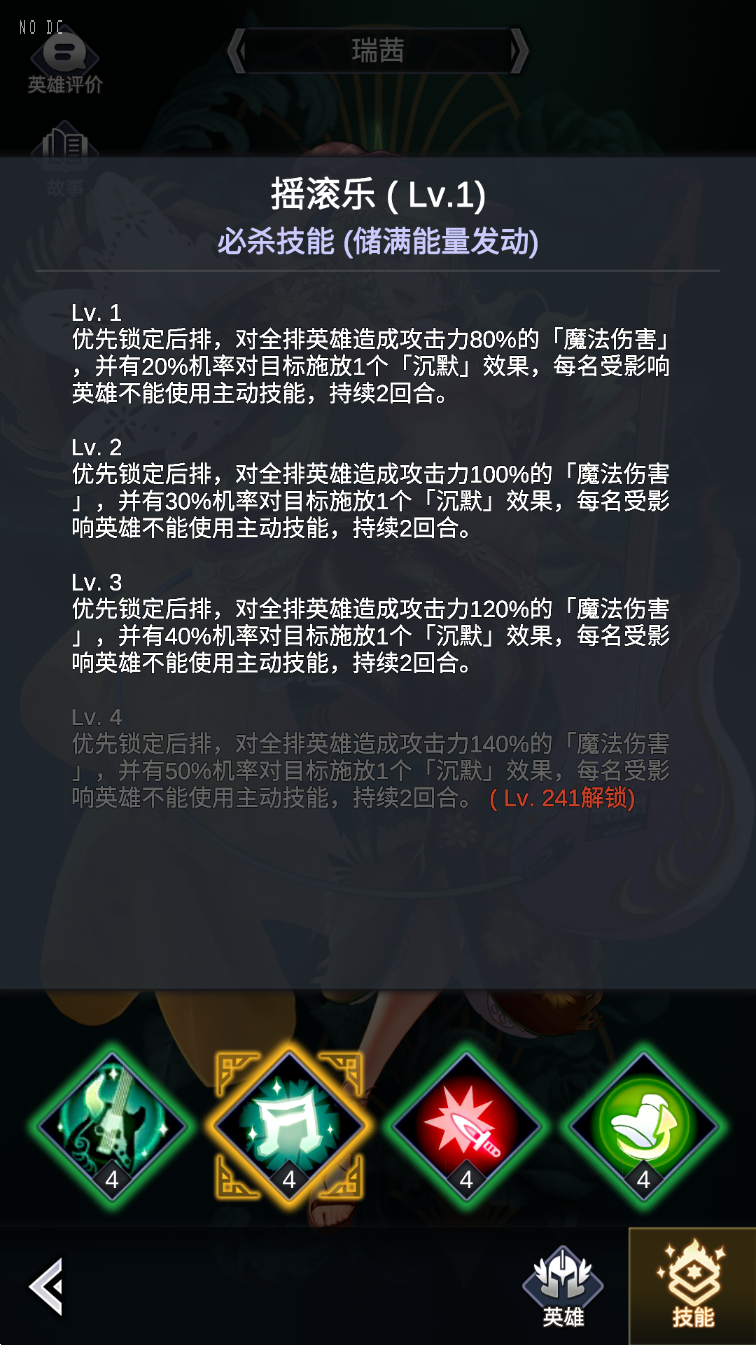 NO DC
英雄评价
瑞茜
故事
摇滚乐 ( Lv.1)
必杀技能 (储满能量发动)
Lv. 1
优先锁定后排，对全排英雄造成攻击力80%的「魔法伤害」
，并有20%机率对目标施放1个「沉默」效果，每名受影响
英雄不能使用主动技能，持续2回合。
Lv. 2
优先锁定后排，对全排英雄造成攻击力100%的「魔法伤害
」，并有30%机率对目标施放1个「沉默」效果，每名受影
响英雄不能使用主动技能，持续2回合。
Lv. 3
优先锁定后排，对全排英雄造成攻击力120%的「魔法伤害
」，并有40%机率对目标施放1个「沉默」效果，每名受影
响英雄不能使用主动技能，持续2回合。
Lv. 4
优先锁定后排，对全排英雄造成攻击力140%的「魔法伤害
」，并有50%机率对目标施放1个「沉默」效果，每名受影
响英雄不能使用主动技能，持续2回合。 ( Lv. 241解锁)
4 4 4 4
英雄 技能